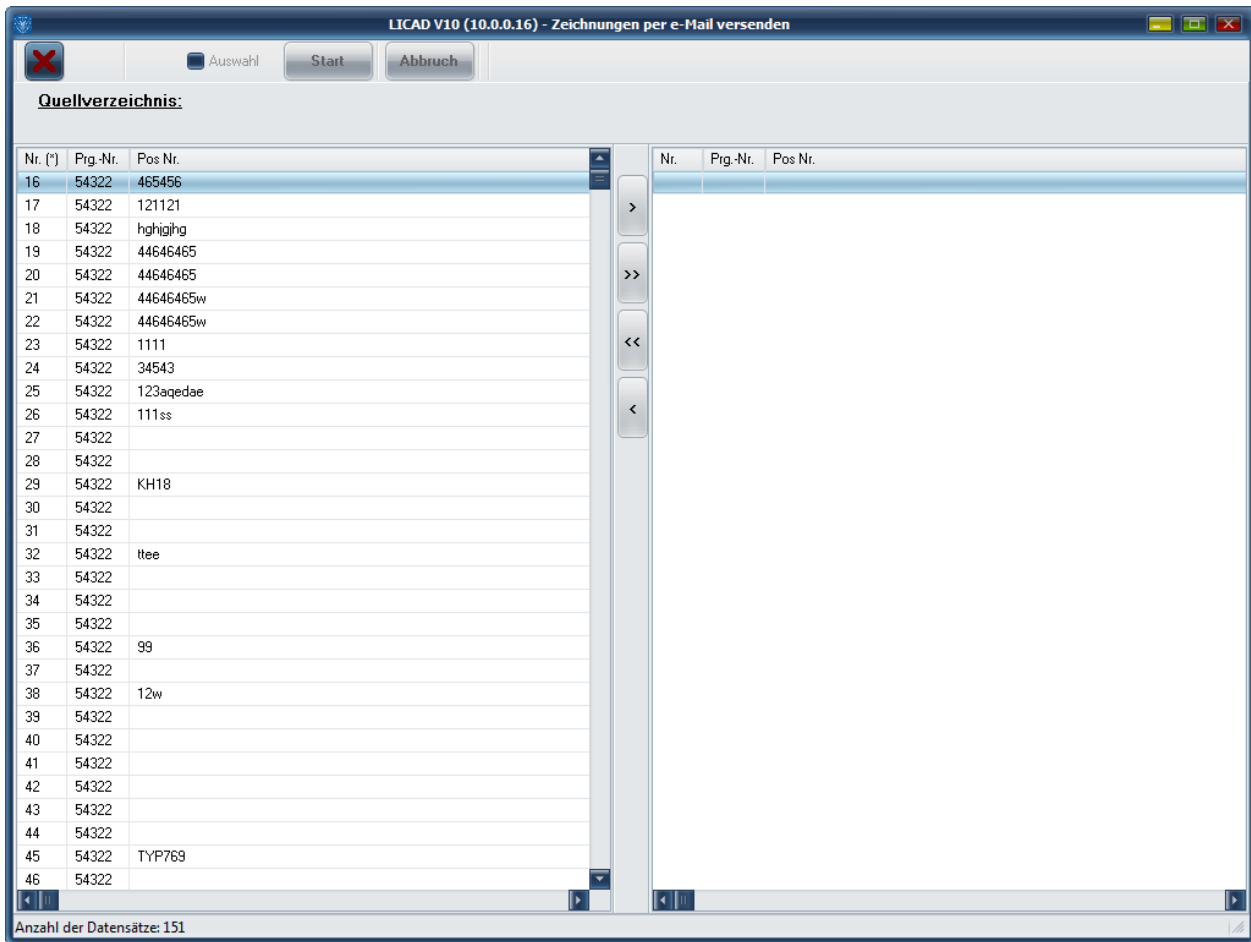 LICAD V10 (10.0.0.16) - Zeichnungen per e-Mail versenden
Auswahl Start Abbruch
Quellverzeichnis:
Nr. (*) Prg.-Nr. Pos Nr. Nr. Prg.-Nr. Pos Nr.
16 54322 465456
17 54322 121121
>
18 54322 hghjgjhg
19 54322 44646465
20 54322 44646465
>>
21 54322 44646465w
22 54322 44646465w
23 54322 1111
<<
24 54322 34543
25 54322 123aqedae
26 54322 111ss
<
27 54322
28 54322
29 54322 KH18
30 54322
31 54322
32 54322 ttee
33 54322
34 54322
35 54322
36 54322 99
37 54322
38 54322 12w
39 54322
40 54322
41 54322
42 54322
43 54322
44 54322
45 54322 TYP769
46 54322
Anzahl der Datensätze: 151